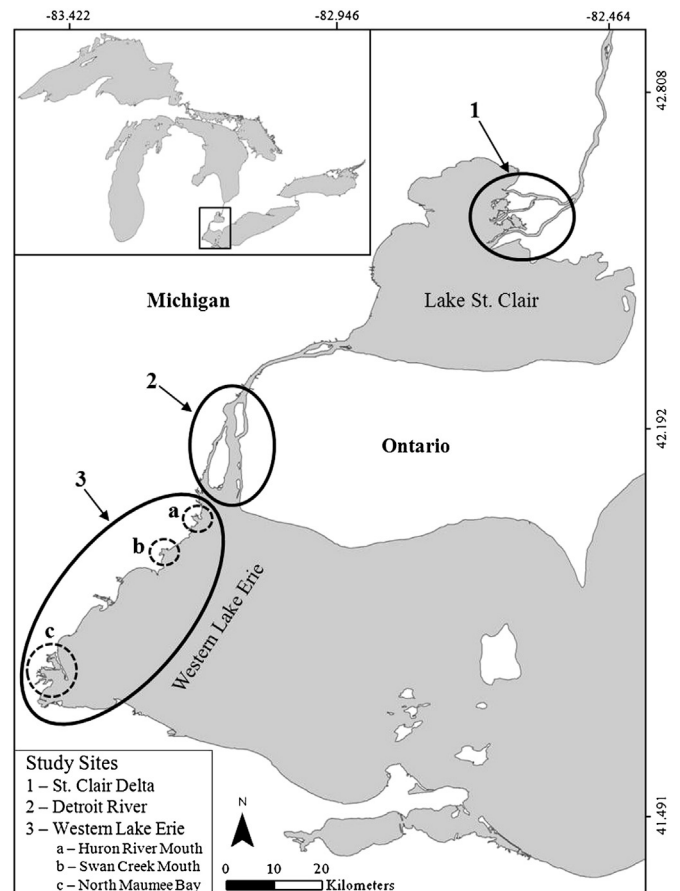 -83.422
-82.946
-82.464
42.808
1
Michigan
Lake St. Clair
2
42.192
Ontario
3
a
b
Western Lake Erie
c
Study Sites
1 – St. Clair Delta
2 – Detroit River
3 – Western Lake Erie
a – Huron River Mouth
b – Swan Creek Mouth
c – North Maumee Bay
N
0 10 20
Kilometers
41.491